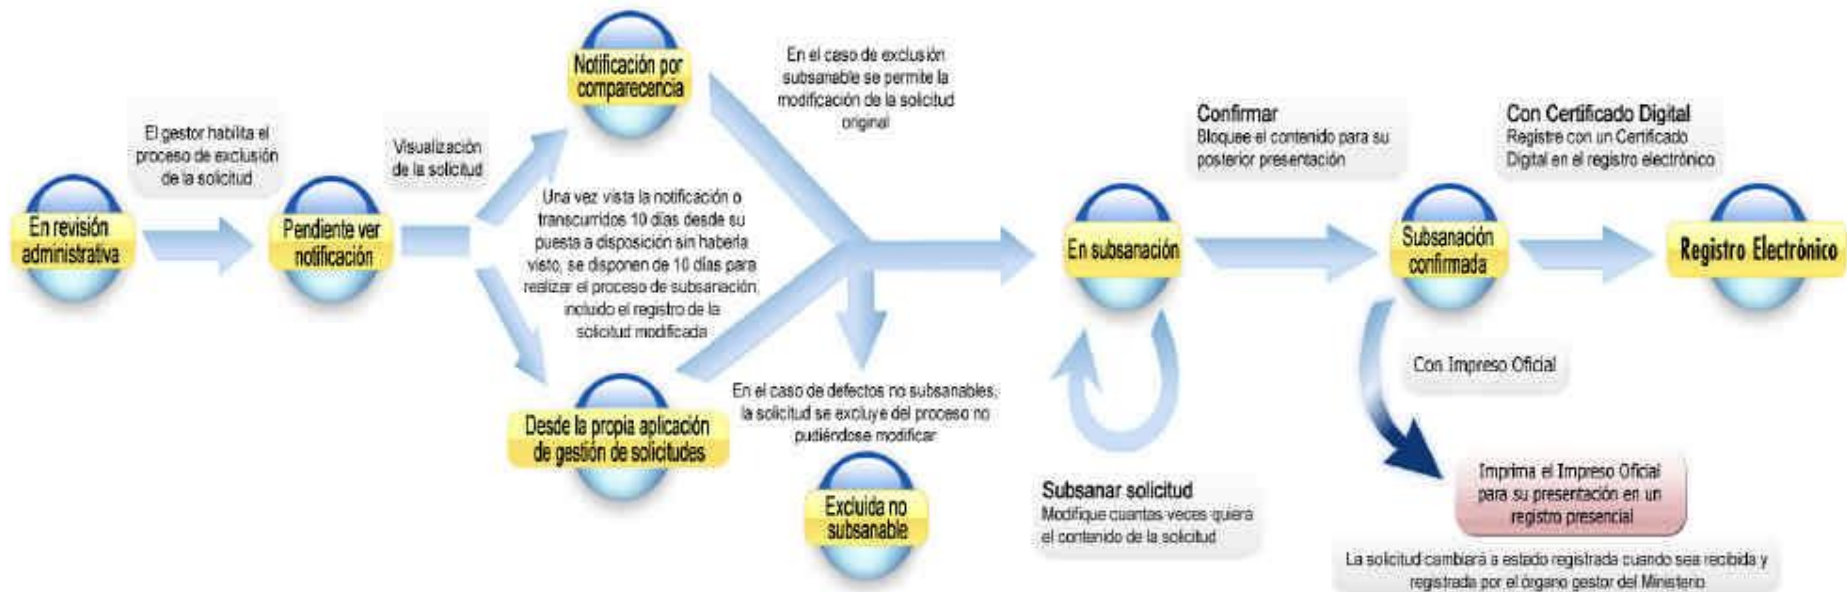 En revisión
administrativa
El gestor habilita el
proceso de exclusión
de la solicitud
Pendiente ver
notificación
Visualización
de la solicitud
Notificación por
comparecencia
Una vez vista la notificación o
transcurridos 10 días desde su
puesta a disposición sin haberla
visto, se disponen de 10 días para
realizar el proceso de subsanación,
incluido el registro de la
solicitud modificada
Desde la propia aplicación
de gestión de solicitudes
En el caso de exclusión
subsanable se permite la
modificación de la solicitud
original
En el caso de defectos no subsanables,
la solicitud se excluye del proceso no
pudiéndose modificar
Excluida no
subsanable
En subsanación
Subsanar solicitud
Modifique cuantas veces quiera
el contenido de la solicitud
Confirmar
Bloquee el contenido para su
posterior presentación
Subsanación
confirmada
Con Certificado Digital
Registre con un Certificado
Digital en el registro electrónico
Registro Electrónico
Con Impreso Oficial
Imprima el Impreso Oficial
para su presentación en un
registro presencial
La solicitud cambiará a estado registrada cuando sea recibida y
registrada por el órgano gestor del Ministerio